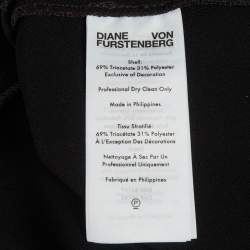 DIANE VON
FURSTENBERG
Shell:
69% Triacetate 31% Polyester
Exclusive of Decoration
Professional Dry Clean Only
Made in Philippines
Tissu Stratifié:
69% Triacétate 31% Polyester
À L'Exception Des Décorations
Nettoyage À Sec Par Un
Professionnel Uniquement
Fabriqué en Philippines
P